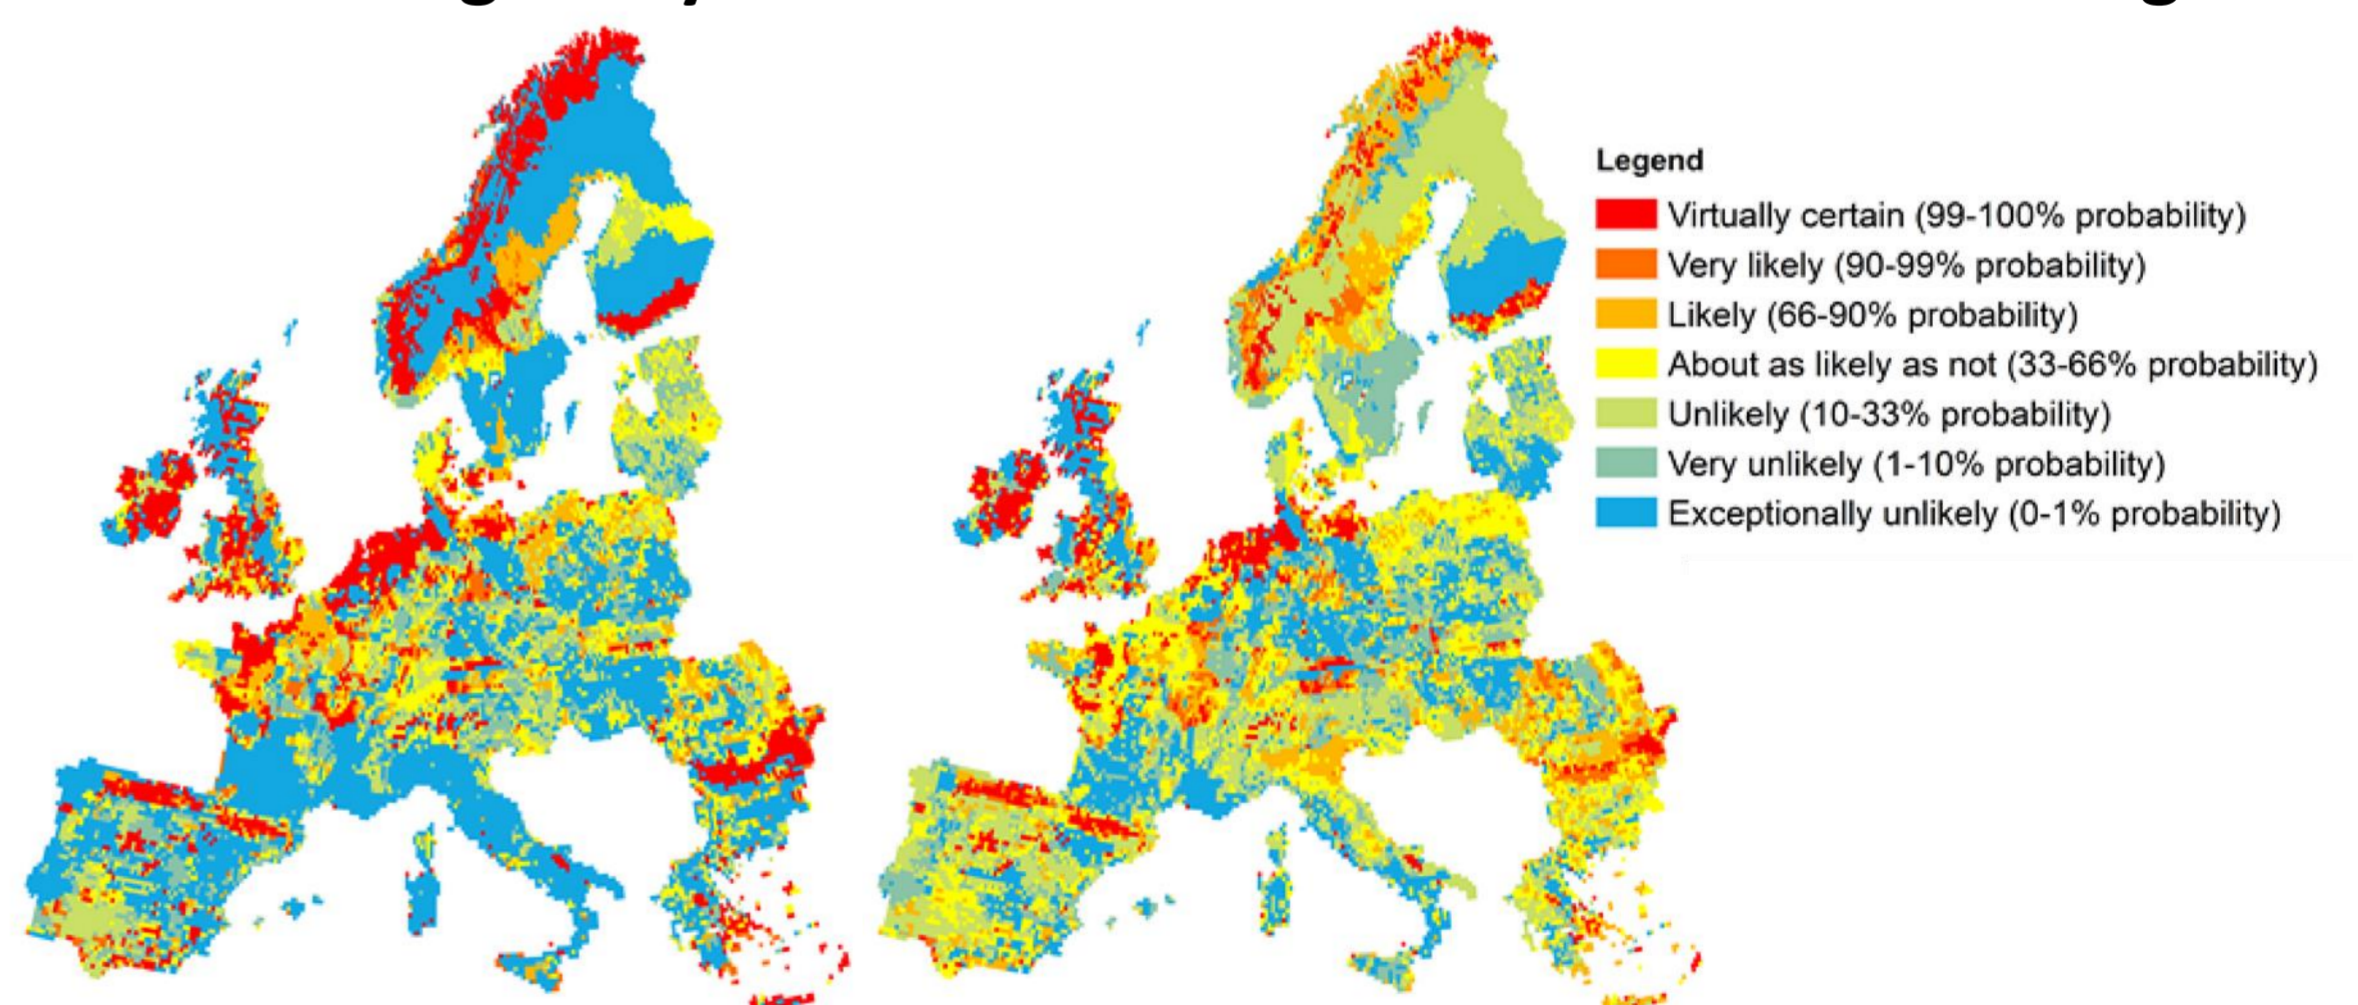 Legend
Virtually certain (99-100% probability)
Very likely (90-99% probability)
Likely (66-90% probability)
About as likely as not (33-66% probability)
Unlikely (10-33% probability)
Very unlikely (1-10% probability)
Exceptionally unlikely (0-1% probability)